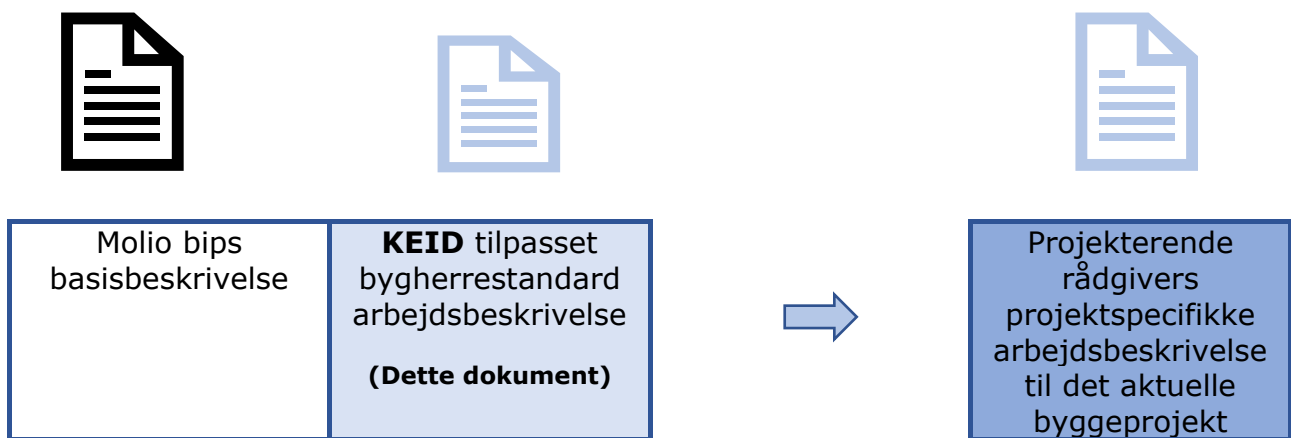 Molio bips
basisbeskrivelse
KEID tilpasset
bygherrestandard
arbejdsbeskrivelse
(Dette dokument)
Projekterende
rådgivers
projektspecifikke
arbejdsbeskrivelse
til det aktuelle
byggeprojekt